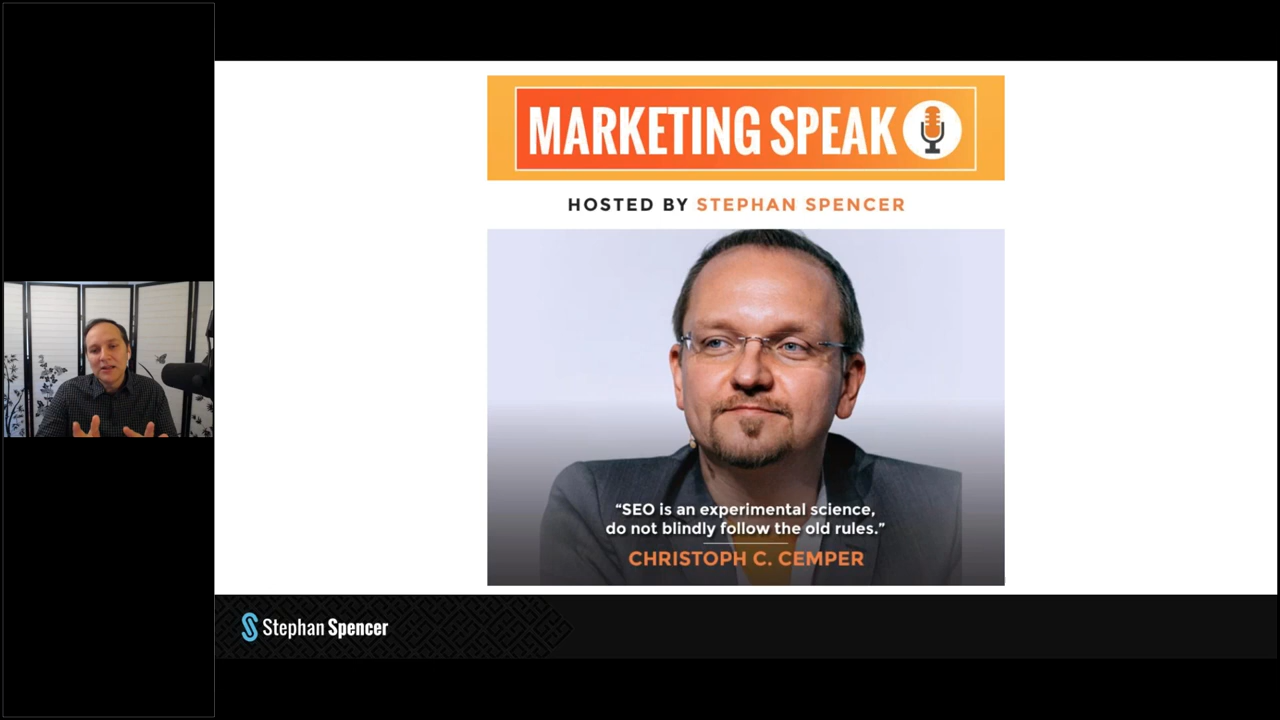 MARKETING SPEAK
HOSTED BY STEPHAN SPENCER
“SEO is an experimental science,
do not blindly follow the old rules.”
CHRISTOPH C. CEMPER
Stephan Spencer